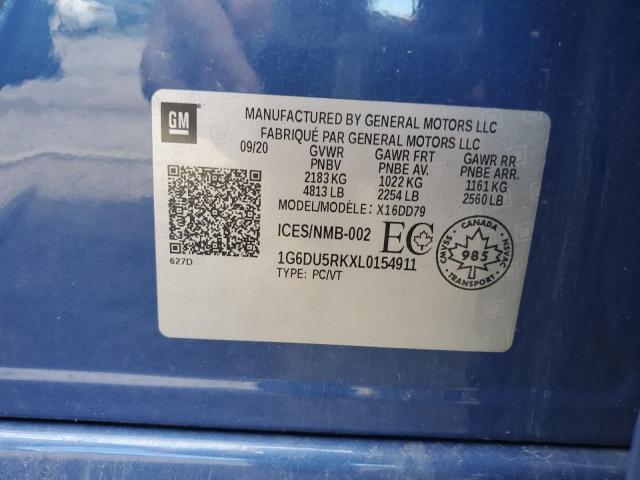 GM
MANUFACTURED BY GENERAL MOTORS LLC
FABRIQUÉ PAR GENERAL MOTORS LLC
09/20 GVWR GAWR FRT GAWR RR
PNBV PNBE AV. PNBE ARR.
2183 KG 1022 KG 1161 KG
4813 LB 2254 LB 2560 LB
MODEL/MODÈLE: X16DD79
ICES/NMB-002 EC
1G6DU5RKXL0154911
TYPE: PC/VT
627D
CANADA
CMVSS 985 NSVAC
TRANSPORT